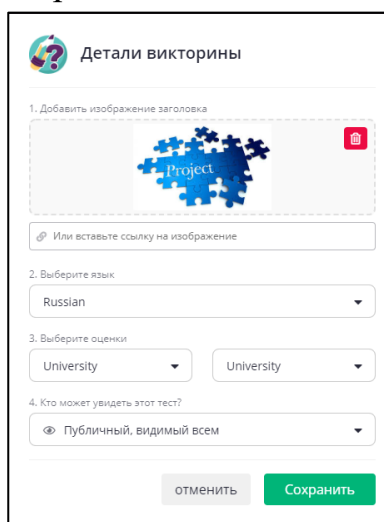 Детали викторины
1. Добавить изображение заголовка
Project
Или вставьте ссылку на изображение
2. Выберите язык
Russian
3. Выберите оценки
University University
4. Кто может увидеть этот тест?
Публичный, видимый всем
отменить Сохранить